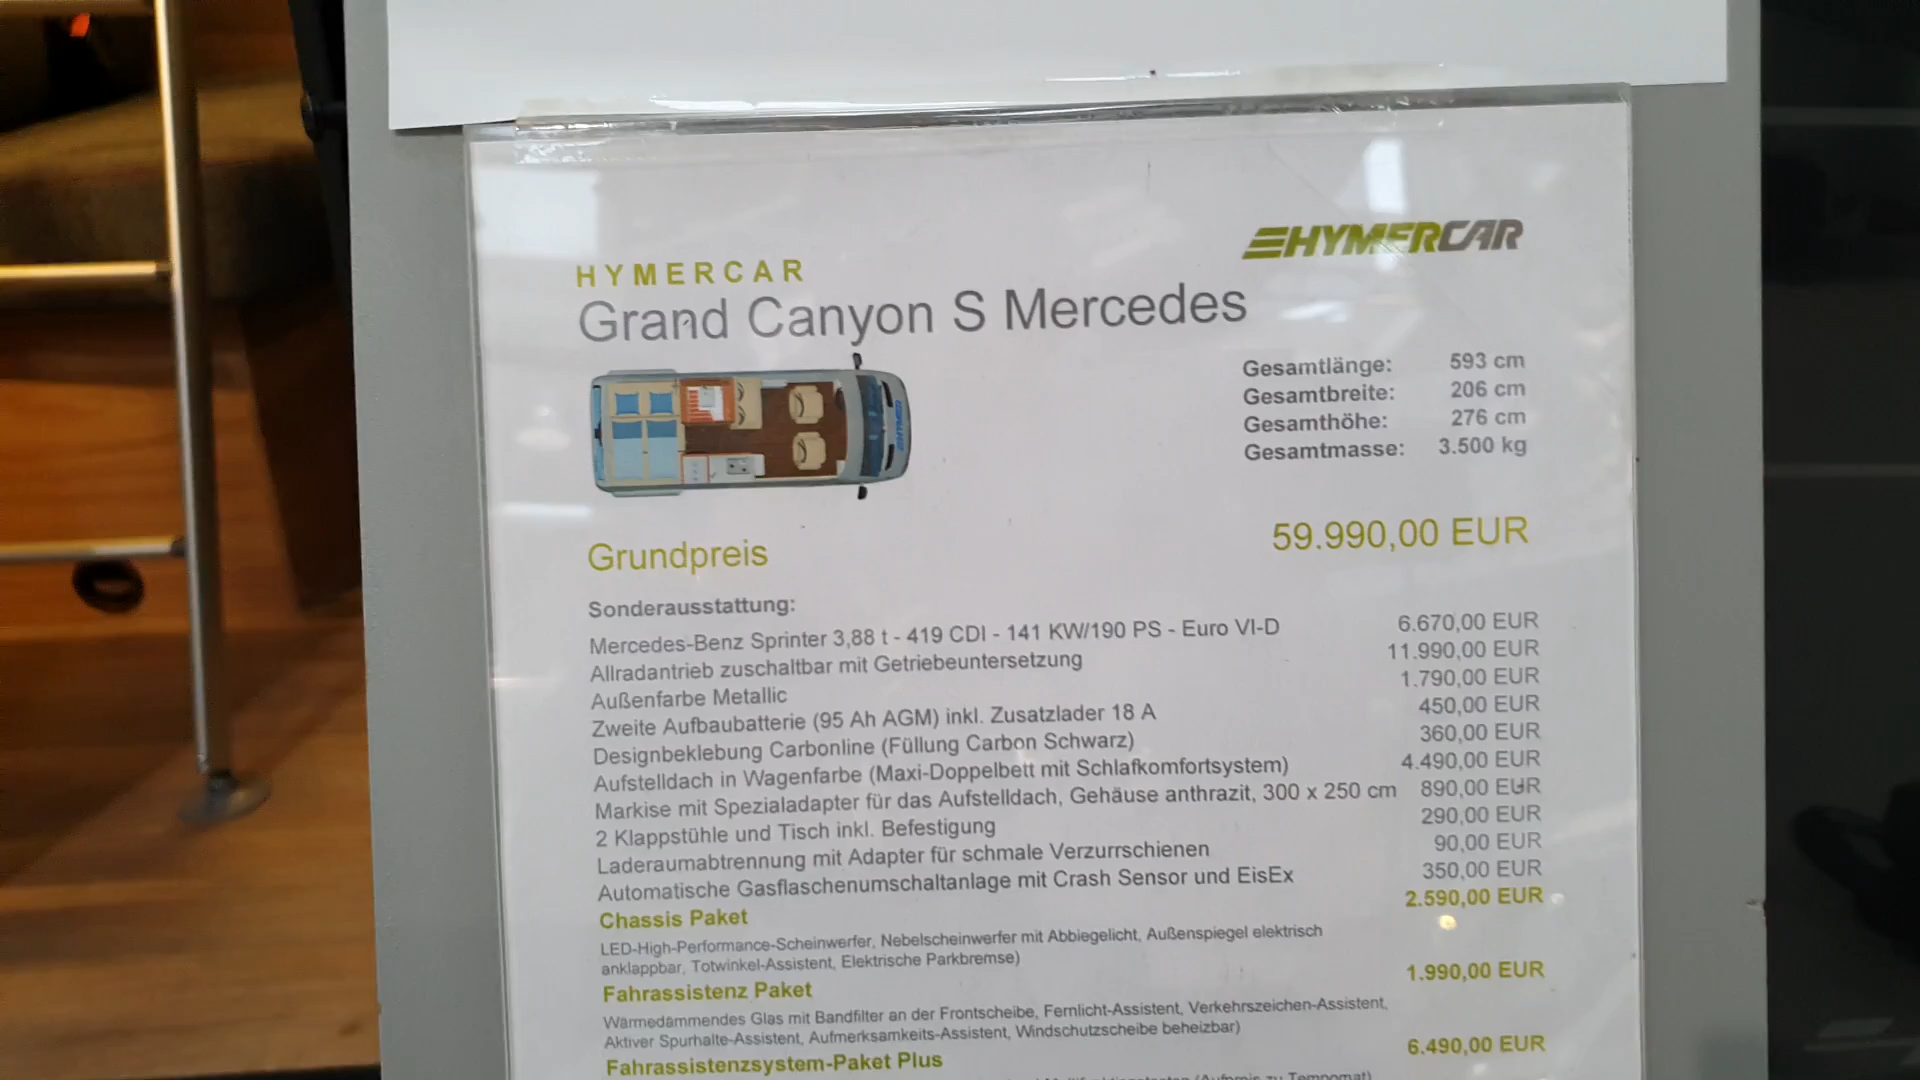 HYMERCAR
HYMERCAR
Grand Canyon S Mercedes
Gesamtlänge: 593 cm
Gesamtbreite: 206 cm
Gesamthöhe: 276 cm
Gesamtmasse: 3.500 kg
Grundpreis 59.990,00 EUR
Sonderausstattung:
Mercedes-Benz Sprinter 3,88 t - 419 CDI - 141 KW/190 PS - Euro VI-D 6.670,00 EUR
Allradantrieb zuschaltbar mit Getriebeuntersetzung 11.990,00 EUR
Außenfarbe Metallic 1.790,00 EUR
Zweite Aufbaubatterie (95 Ah AGM) inkl. Zusatzlader 18 A 450,00 EUR
Designbeklebung Carbonline (Füllung Carbon Schwarz) 360,00 EUR
Aufstelldach in Wagenfarbe (Maxi-Doppelbett mit Schlafkomfortsystem) 4.490,00 EUR
Markise mit Spezialadapter für das Aufstelldach, Gehäuse anthrazit, 300 x 250 cm 890,00 EUR
2 Klappstühle und Tisch inkl. Befestigung 290,00 EUR
Laderaumabtrennung mit Adapter für schmale Verzurrschienen 90,00 EUR
Automatische Gasflaschenumschaltanlage mit Crash Sensor und EisEx 350,00 EUR
Chassis Paket 2.590,00 EUR
LED-High-Performance-Scheinwerfer, Nebelscheinwerfer mit Abbiegelicht, Außenspiegel elektrisch
anklappbar, Totwinkel-Assistent, Elektrische Parkbremse)
Fahrassistenz Paket 1.990,00 EUR
Wärmedämmendes Glas mit Bandfilter an der Frontscheibe, Fernlicht-Assistent, Verkehrszeichen-Assistent,
Aktiver Spurhalte-Assistent, Aufmerksamkeits-Assistent, Windschutzscheibe beheizbar)
Fahrassistenzsystem-Paket Plus 6.490,00 EUR